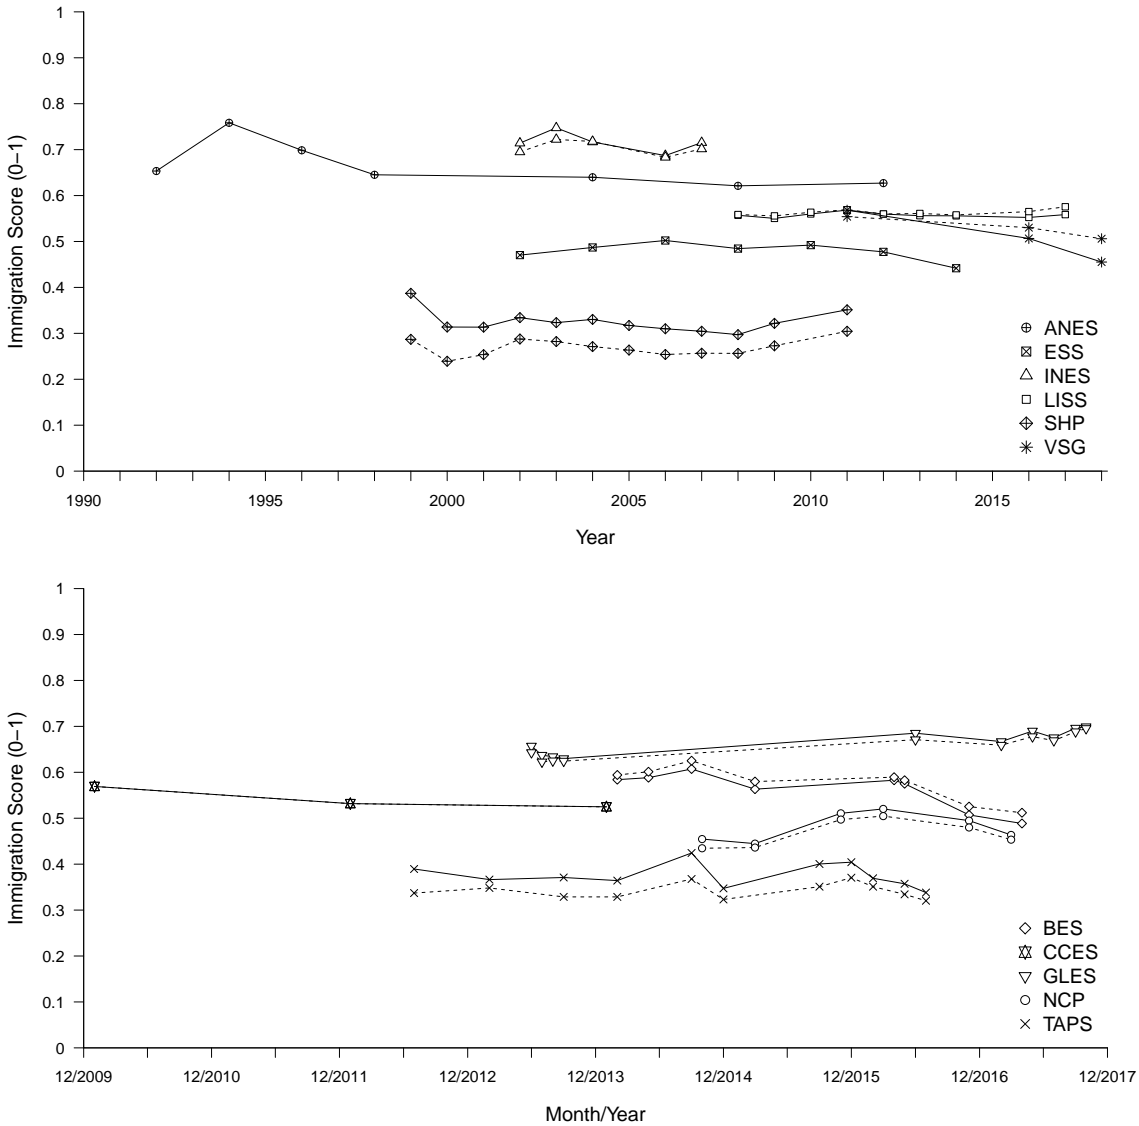 1
0.9
0.8
0.7
0.6
0.5
0.4
0.3
0.2
0.1
0
Immigration Score (0−1)
ANES
ESS
INES
LISS
SHP
VSG
1990 1995 2000 2005 2010 2015
Year
1
0.9
0.8
0.7
0.6
0.5
0.4
0.3
0.2
0.1
0
Immigration Score (0−1)
BES
CCES
GLES
NCP
TAPS
12/2009 12/2010 12/2011 12/2012 12/2013 12/2014 12/2015 12/2016 12/2017
Month/Year